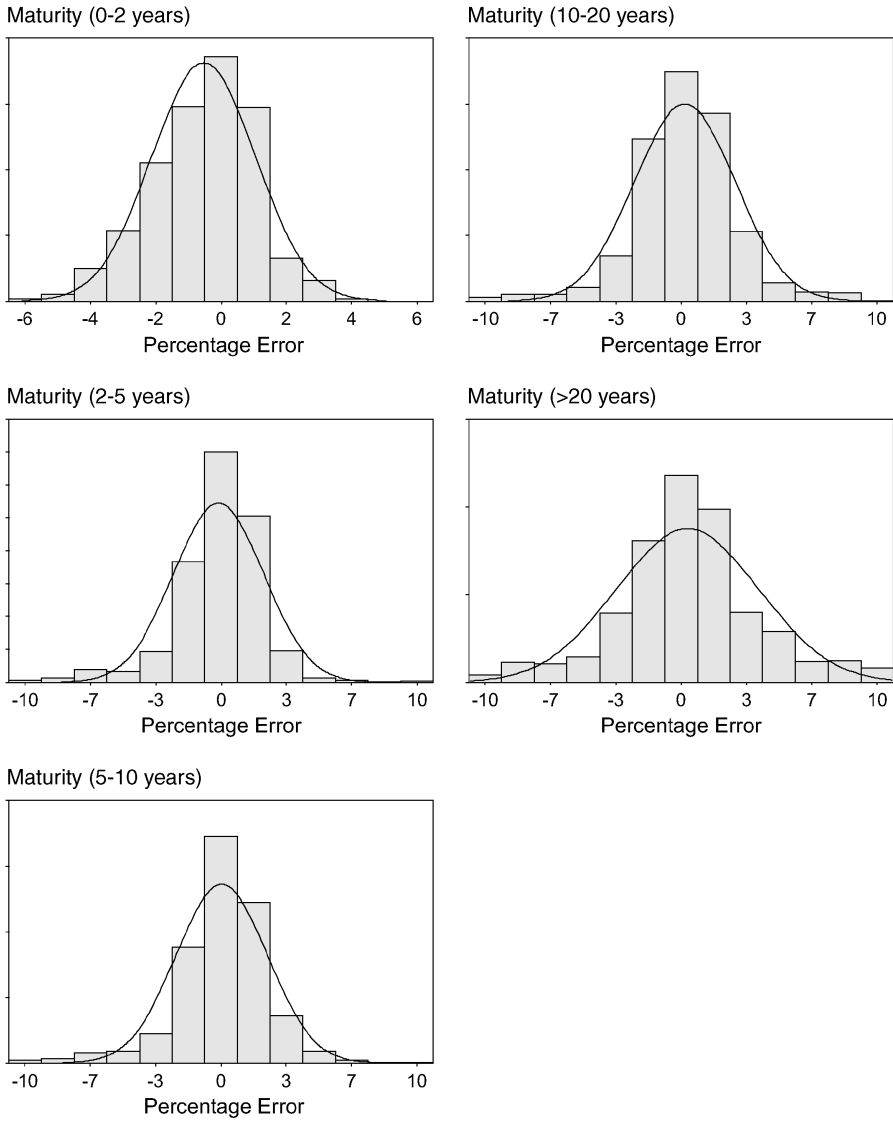 Maturity (0-2 years)
-6 -4 -2 0 2 4 6
Percentage Error
Maturity (10-20 years)
-10 -7 -3 0 3 7 10
Percentage Error
Maturity (2-5 years)
-10 -7 -3 0 3 7 10
Percentage Error
Maturity (>20 years)
-10 -7 -3 0 3 7 10
Percentage Error
Maturity (5-10 years)
-10 -7 -3 0 3 7 10
Percentage Error